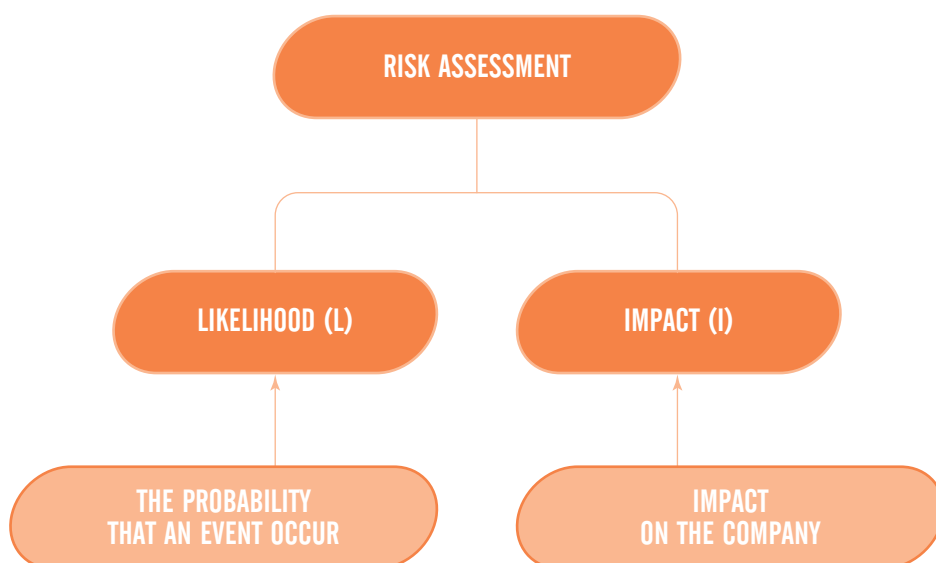 RISK ASSESSMENT
LIKELIHOOD (L)
IMPACT (I)
THE PROBABILITY
THAT AN EVENT OCCUR
IMPACT
ON THE COMPANY